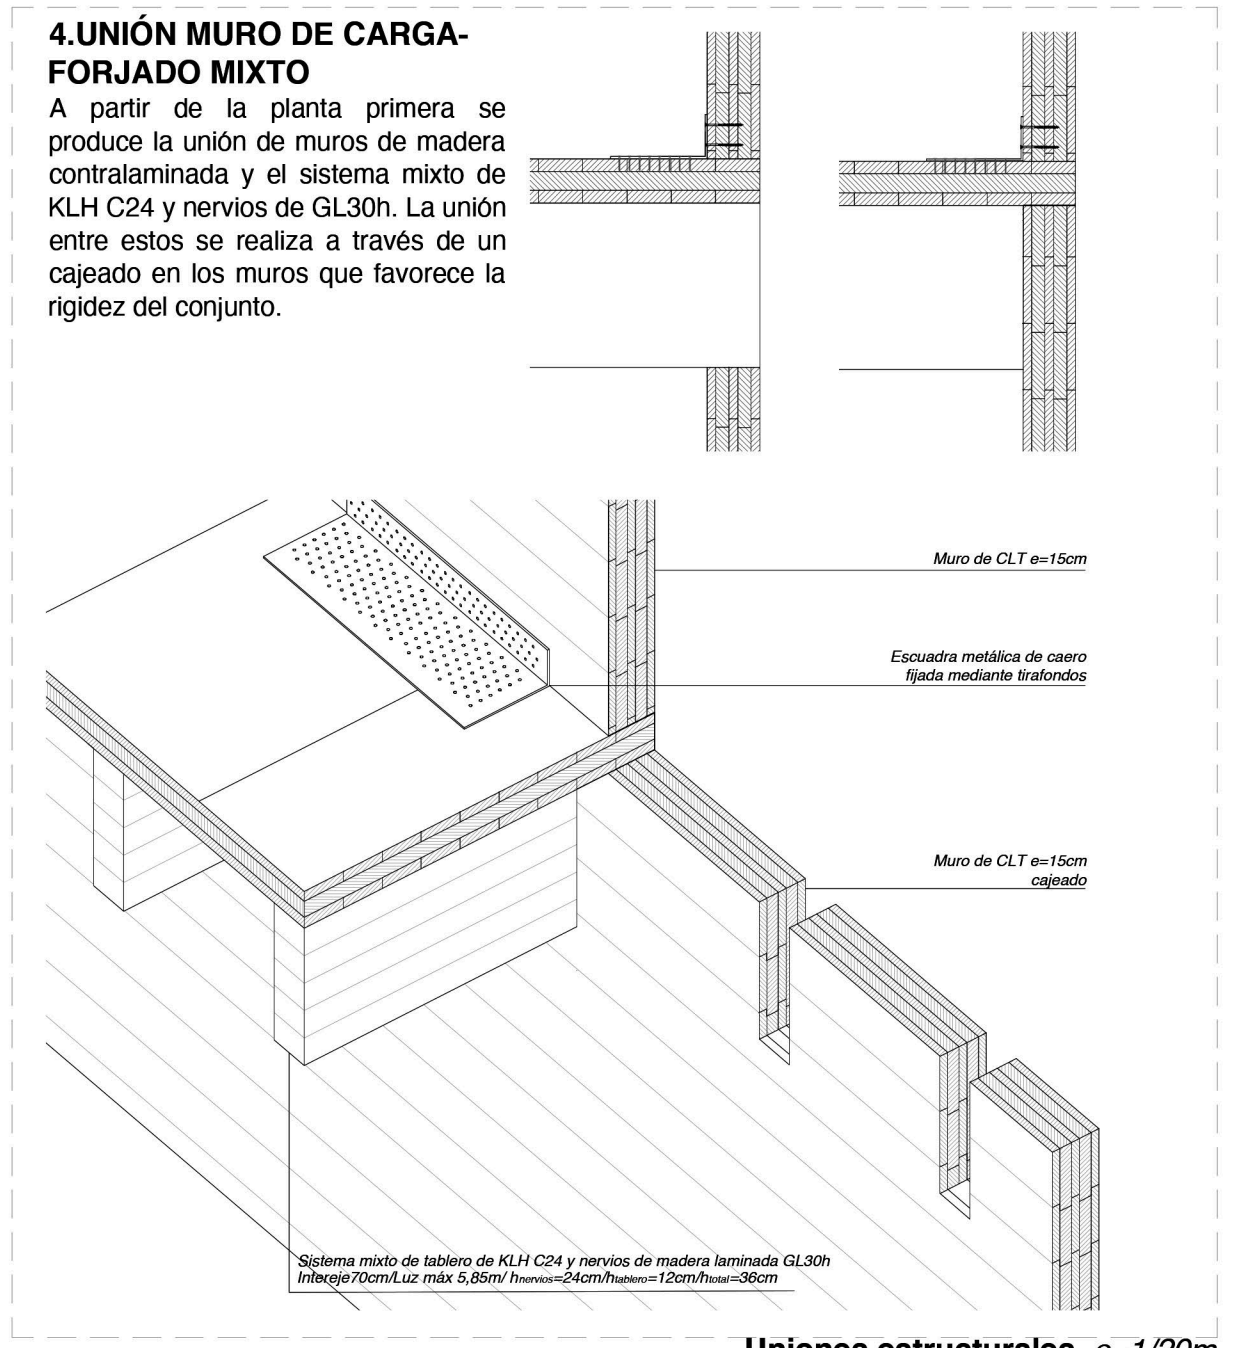 4.UNIÓN MURO DE CARGA-
FORJADO MIXTO
A partir de la planta primera se
produce la unión de muros de madera
contralaminada y el sistema mixto de
KLH C24 y nervios de GL30h. La unión
entre estos se realiza a través de un
cajeado en los muros que favorece la
rigidez del conjunto.
Muro de CLT e=15cm
Escuadra metálica de caero
fijada mediante tirafondos
Muro de CLT e=15cm
cajeado
Sistema mixto de tablero de KLH C24 y nervios de madera laminada GL30h
Intereje70cm/Luz máx 5,85m/ hnervios=24cm/htablero=12cm/htotal=36cm
Uniones estructurales